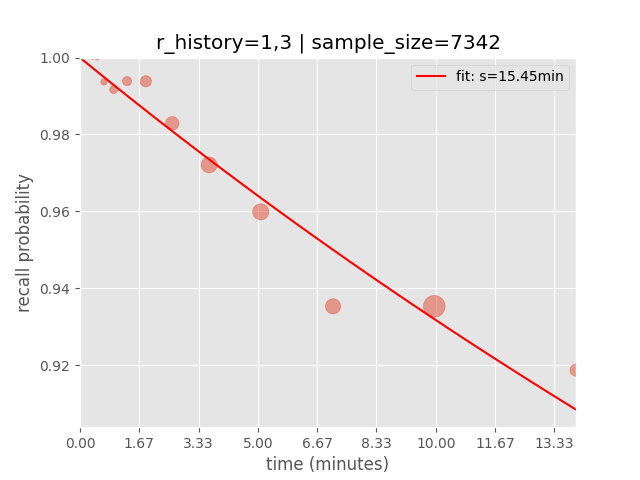 r_history=1,3 | sample_size=7342
fit: s=15.45min
recall probability
1.00
0.98
0.96
0.94
0.92
0.00 1.67 3.33 5.00 6.67 8.33 10.00 11.67 13.33
time (minutes)